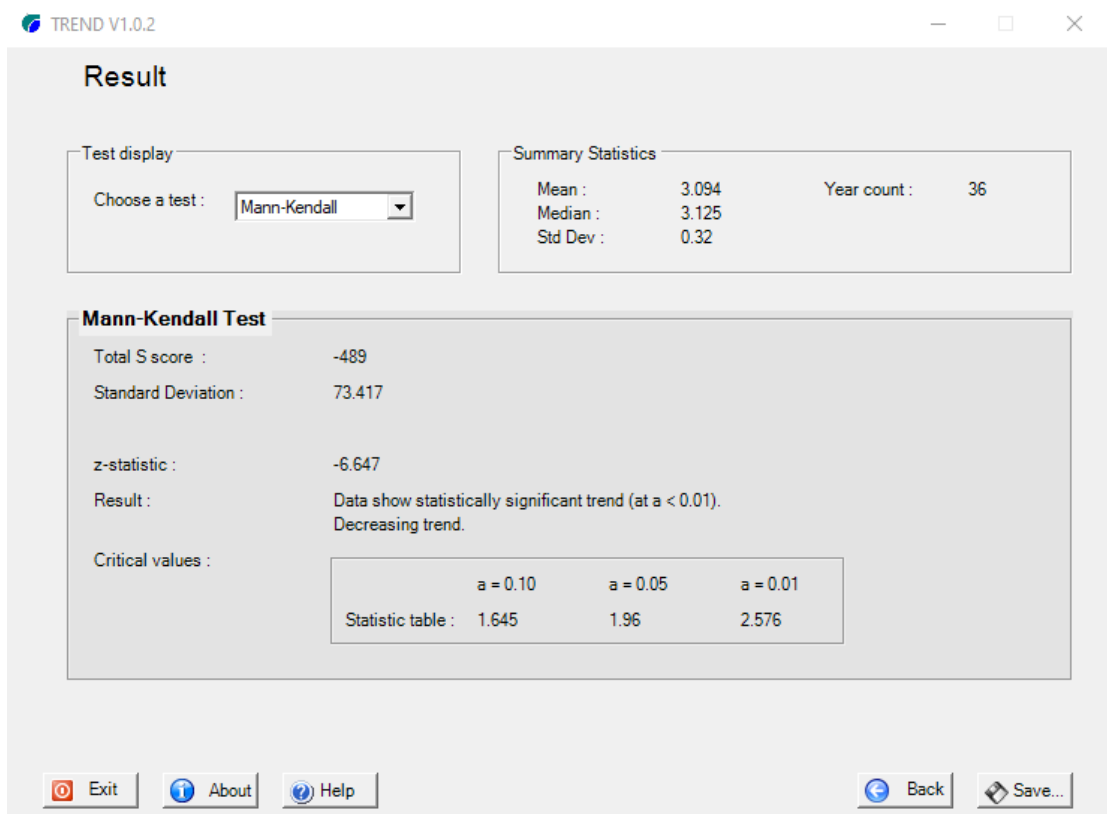 TREND V1.0.2
Result
Test display
Choose a test : Mann-Kendall
Summary Statistics
Mean : 3.094 Year count : 36
Median : 3.125
Std Dev : 0.32
Mann-Kendall Test
Total S score : -489
Standard Deviation : 73.417
z-statistic : -6.647
Result : Data show statistically significant trend (at a < 0.01).
Decreasing trend.
Critical values :
a = 0.10 a = 0.05 a = 0.01
Statistic table : 1.645 1.96 2.576
Exit About Help Back Save...